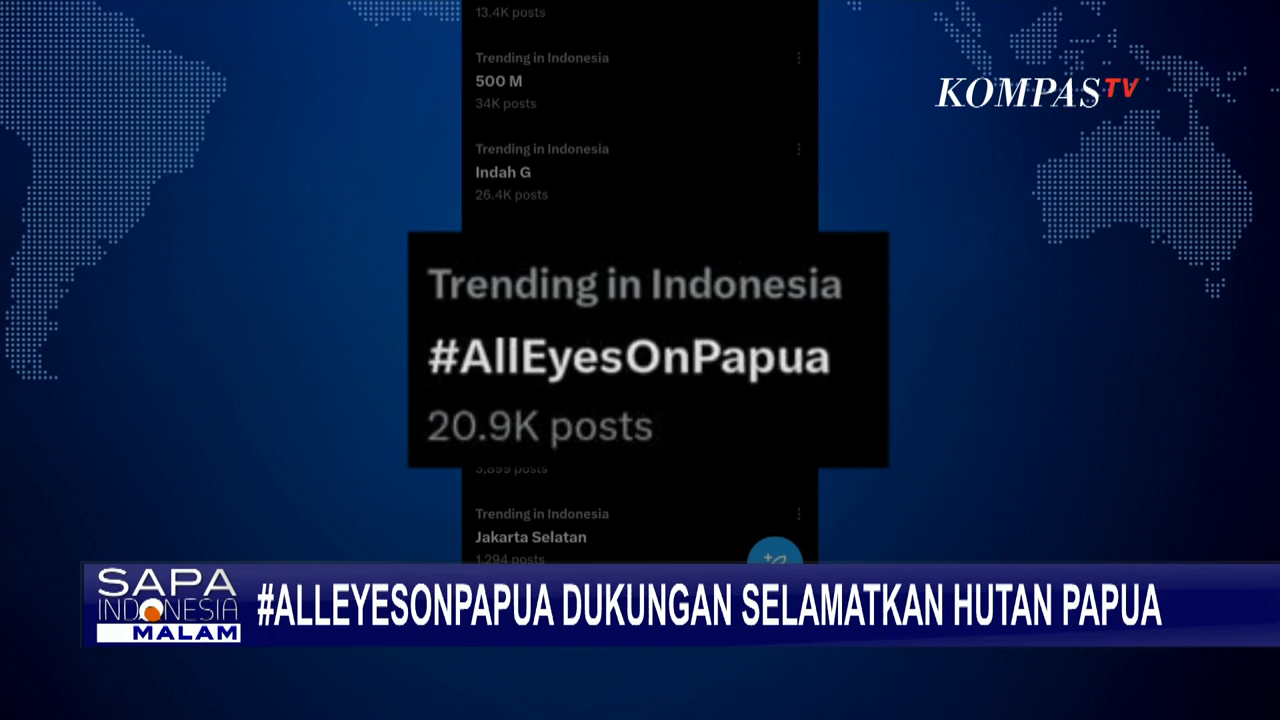 13.4K posts
Trending in Indonesia
500 M
34K posts
KOMPAS TV
Trending in Indonesia
Indah G
26.4K posts
Trending in Indonesia
#AllEyesOnPapua
20.9K posts
3,899 posts
Trending in Indonesia
Jakarta Selatan
1,294 posts
SAPA
INDONESIA
MALAM
#ALLEYESONPAPUA DUKUNGAN SELAMATKAN HUTAN PAPUA